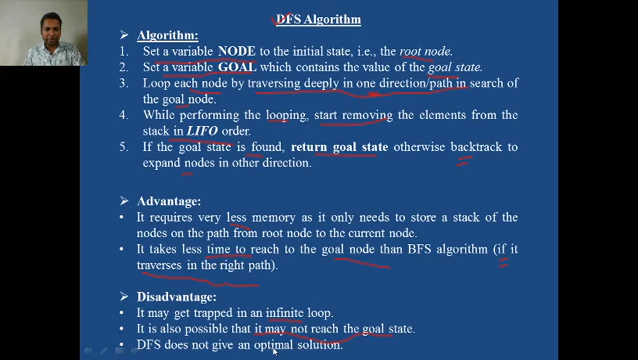 DFS Algorithm
➢ Algorithm:
1. Set a variable NODE to the initial state, i.e., the root node.
2. Set a variable GOAL which contains the value of the goal state.
3. Loop each node by traversing deeply in one direction/path in search of
the goal node.
4. While performing the looping, start removing the elements from the
stack in LIFO order.
5. If the goal state is found, return goal state otherwise backtrack to
expand nodes in other direction.
➢ Advantage:
• It requires very less memory as it only needs to store a stack of the
nodes on the path from root node to the current node.
• It takes less time to reach to the goal node than BFS algorithm (if it
traverses in the right path).
➢ Disadvantage:
• It may get trapped in an infinite loop.
• It is also possible that it may not reach the goal state.
• DFS does not give an optimal solution.